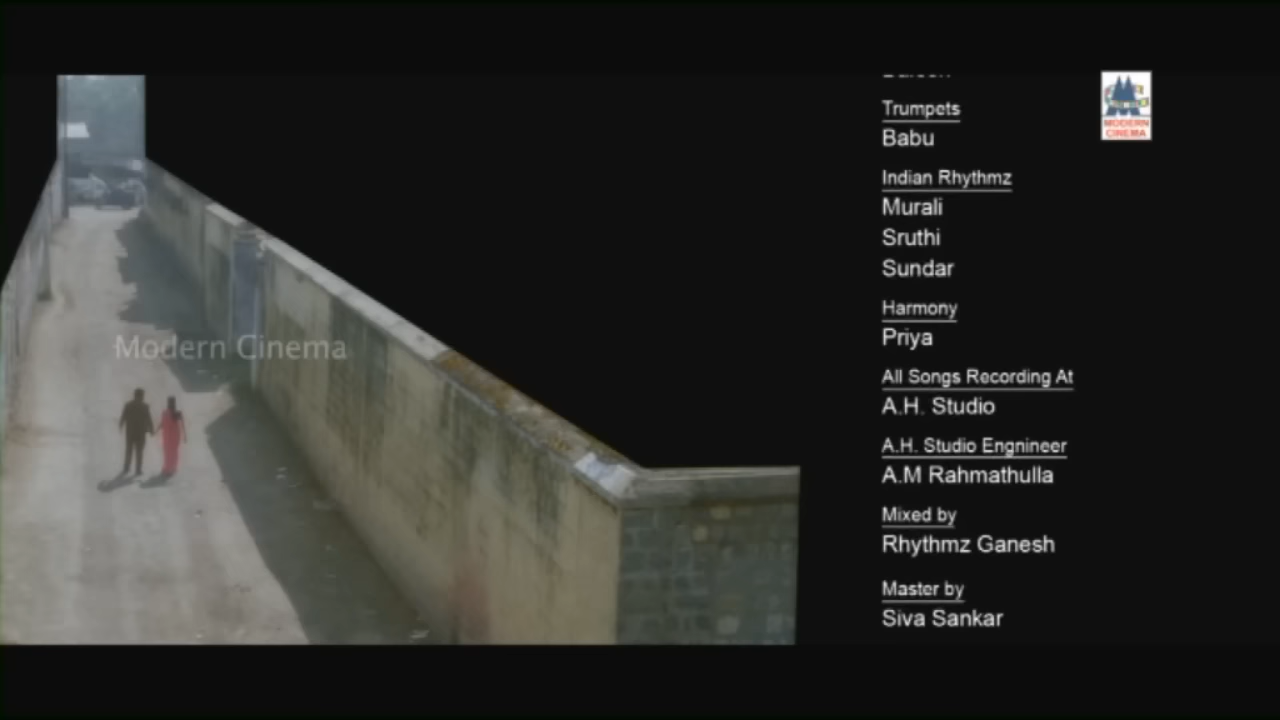 Trumpets
Babu
Indian Rhythmz
Murali
Sruthi
Sundar
Harmony
Priya
All Songs Recording At
A.H. Studio
A.H. Studio Engnineer
A.M Rahmathulla
Mixed by
Rhythmz Ganesh
Master by
Siva Sankar
Modern Cinema
MODERN
CINEMA